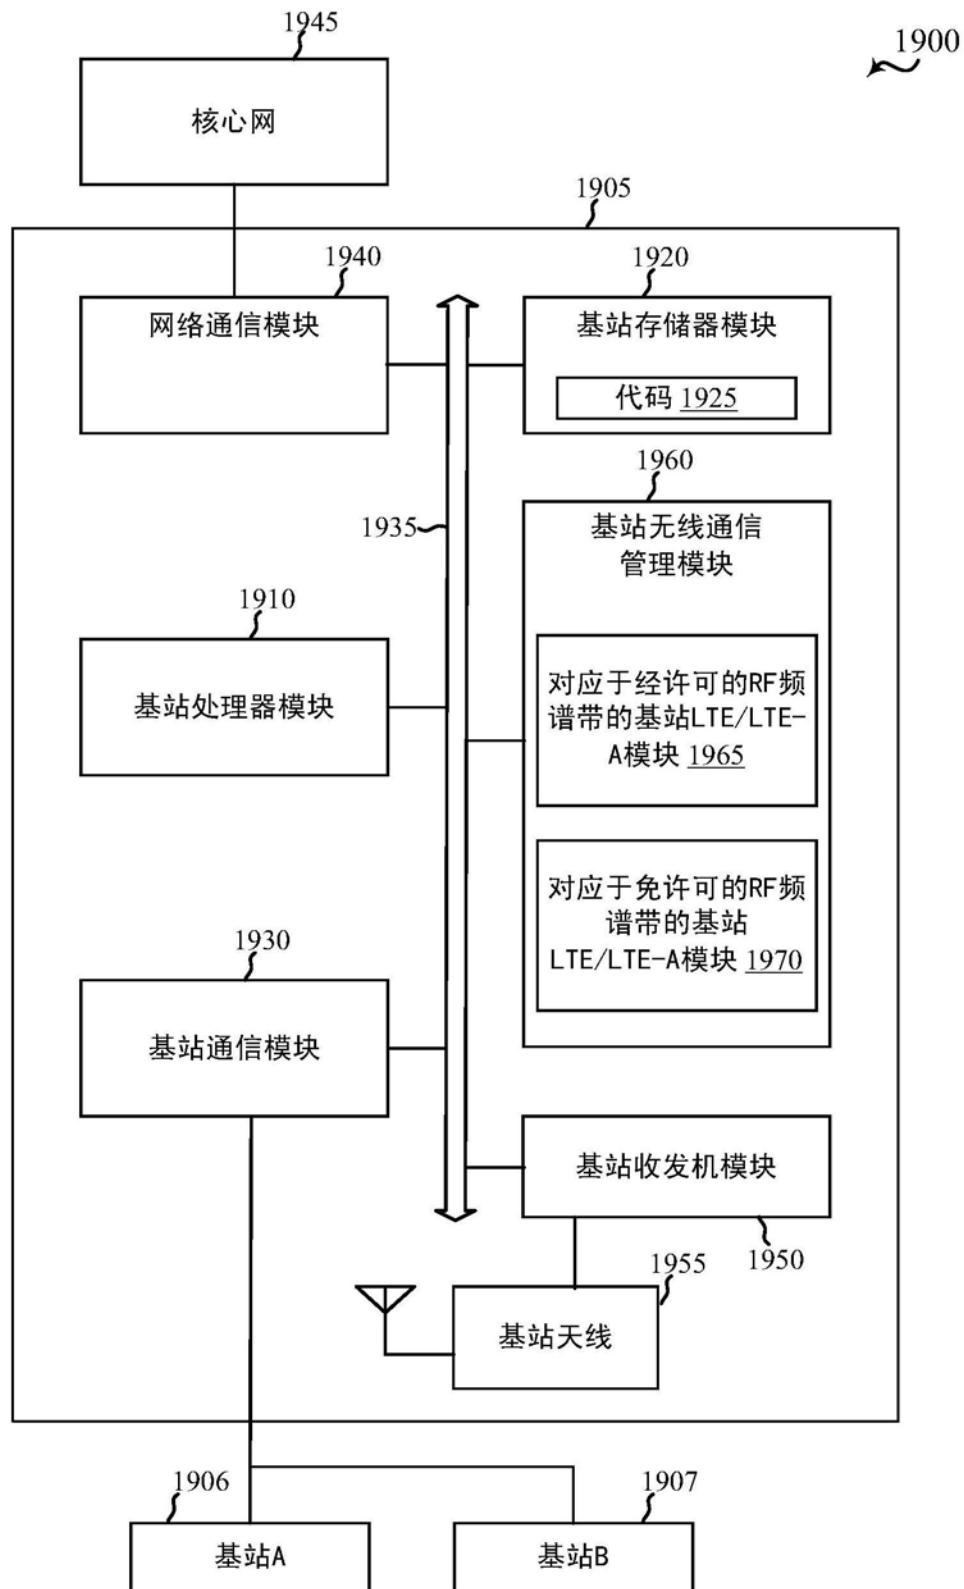 1945
1900
核心网
1905
1940
网络通信模块
1920
基站存储器模块
代码 1925
1935
1960
基站无线通信
管理模块
对应于经许可的RF频
谱带的基站LTE/LTE-
A模块 1965
对应于免许可的RF频
谱带的基站
LTE/LTE-A模块 1970
1910
基站处理器模块
1930
基站通信模块
基站收发机模块
1950
1955
基站天线
1906
基站A
1907
基站B